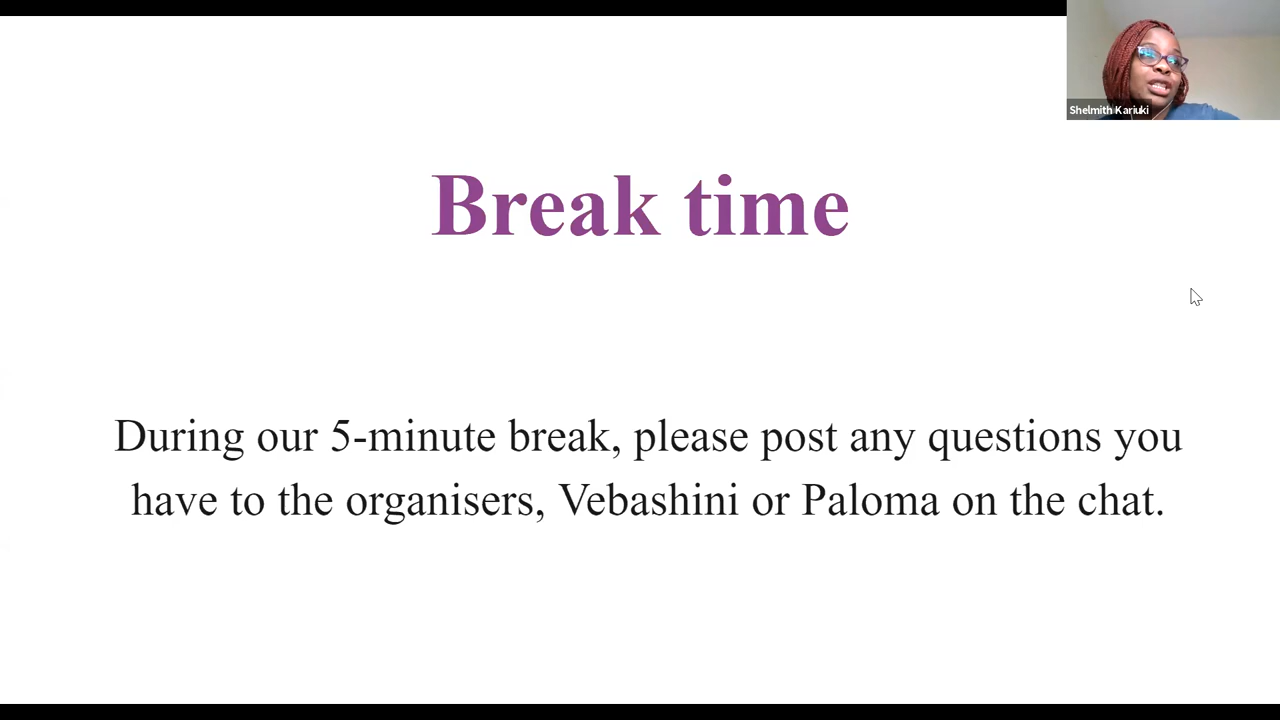 Shelmith Kariuki
Break time
During our 5-minute break, please post any questions you
have to the organisers, Vebashini or Paloma on the chat.